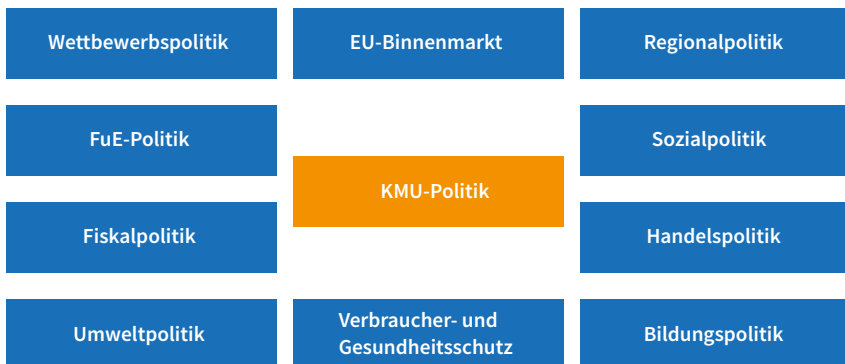 Wettbewerbspolitik
EU-Binnenmarkt
Regionalpolitik
FuE-Politik
Sozialpolitik
KMU-Politik
Fiskalpolitik
Handelspolitik
Umweltpolitik
Verbraucher- und
Gesundheitsschutz
Bildungspolitik